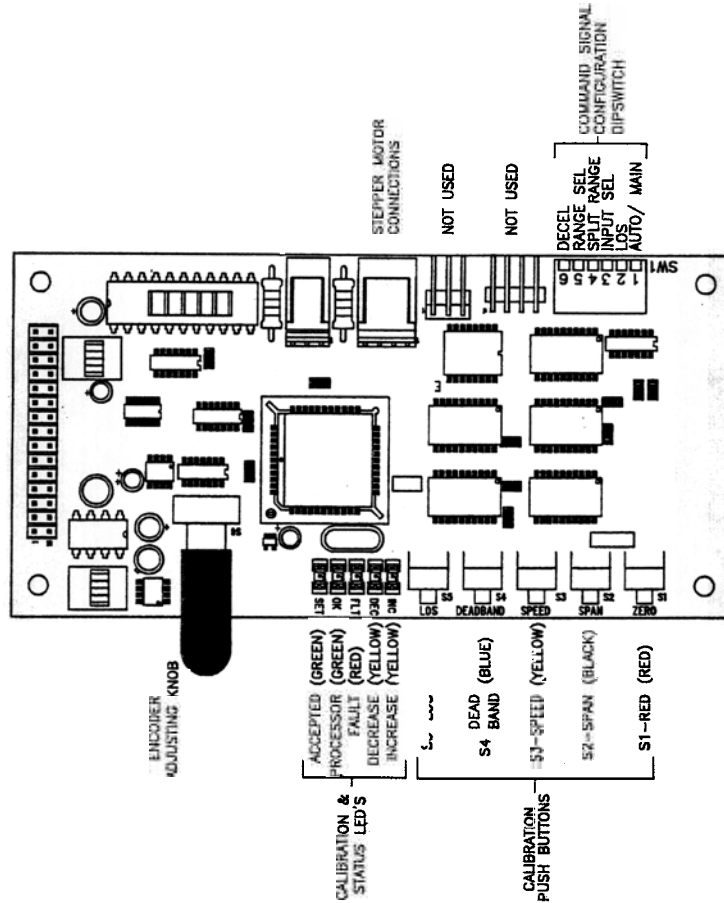 COMMAND SIGNAL
CONFIGURATION
DIPSWITCH
DECEL
RANGE SEL
SPLIT RANGE
INPUT SEL
LOS
AUTO/ MAIN
6
5
4
3
2
1
SW1
NOT USED
NOT USED
STEPPER MOTOR
CONNECTIONS
E
ENCODER
ADJUSTING KNOB
SET
OK
FLT
DEC
INC
ACCEPTED (GREEN)
PROCESSOR (GREEN)
FAULT (RED)
DECREASE (YELLOW)
INCREASE (YELLOW)
CALIBRATION &
STATUS LED'S
S5
LOS
S4
DEADBAND
S3
SPEED
S2
SPAN
S1
ZERO
DEAD (BLUE)
S4 BAND
S3-SPEED (YELLOW)
S2-SPAN (BLACK)
S1-RED (RED)
CALIBRATION
PUSH BUTTONS